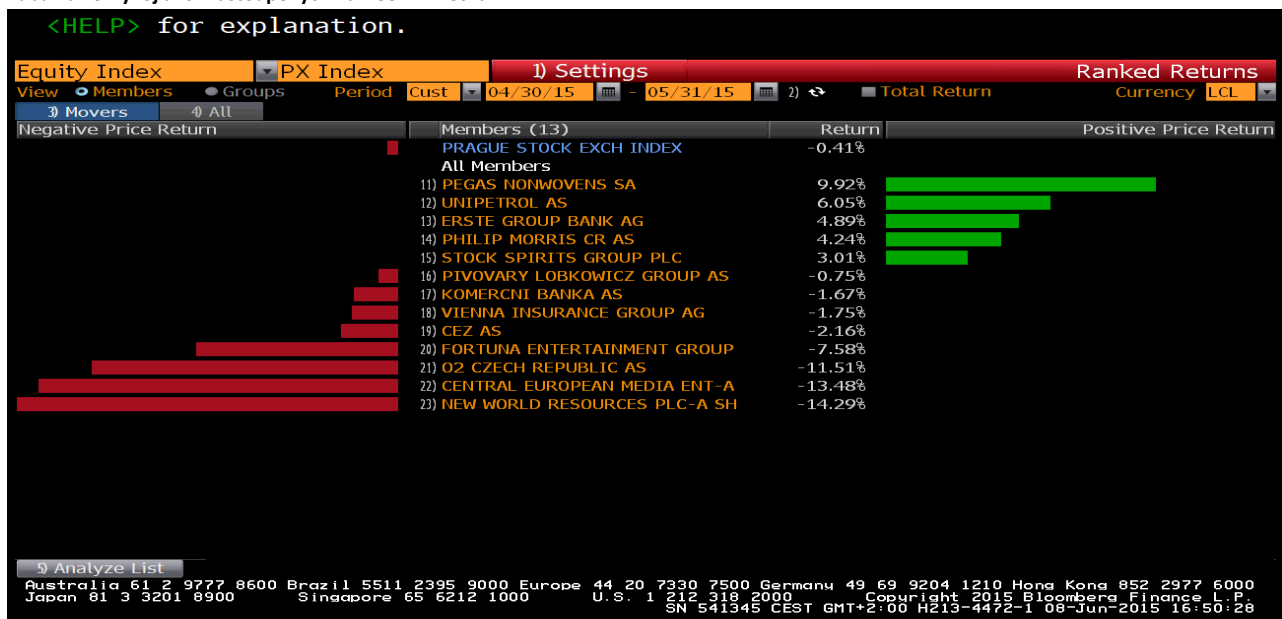 <HELP> for explanation.
Equity Index PX Index 1) Settings Ranked Returns
View Members Groups Period Cust 04/30/15 - 05/31/15 2) Total Return Currency LCL
3) Movers 4) All
Negative Price Return Members (13) Return Positive Price Return
PRAGUE STOCK EXCH INDEX -0.41%
All Members
11) PEGAS NONWOVENS SA 9.92%
12) UNIPETROL AS 6.05%
13) ERSTE GROUP BANK AG 4.89%
14) PHILIP MORRIS CR AS 4.24%
15) STOCK SPIRITS GROUP PLC 3.01%
16) PIVOVARY LOBKOWICZ GROUP AS -0.75%
17) KOMERCNI BANKA AS -1.67%
18) VIENNA INSURANCE GROUP AG -1.75%
19) CEZ AS -2.16%
20) FORTUNA ENTERTAINMENT GROUP -7.58%
21) O2 CZECH REPUBLIC AS -11.51%
22) CENTRAL EUROPEAN MEDIA ENT-A -13.48%
23) NEW WORLD RESOURCES PLC-A SH -14.29%
5) Analyze List
Australia 61 2 9777 8600 Brazil 5511 2395 9000 Europe 44 20 7330 7500 Germany 49 69 9204 1210 Hong Kong 852 2977 6000
Japan 81 3 3201 8900 Singapore 65 6212 1000 U.S. 1 212 318 2000 Copyright 2015 Bloomberg Finance L.P.
SN 541345 CEST GMT+2:00 H213-4472-1 08-Jun-2015 16:50:28